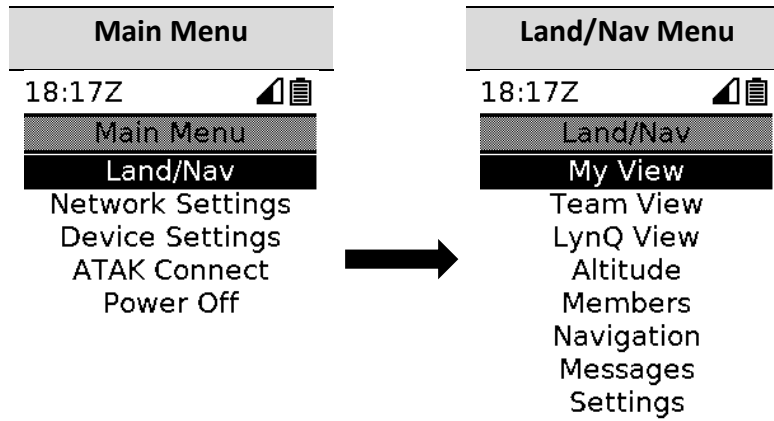 Main Menu
18:17Z
Main Menu
Land/Nav
Network Settings
Device Settings
ATAK Connect
Power Off
Land/Nav Menu
18:17Z
Land/Nav
My View
Team View
LynQ View
Altitude
Members
Navigation
Messages
Settings